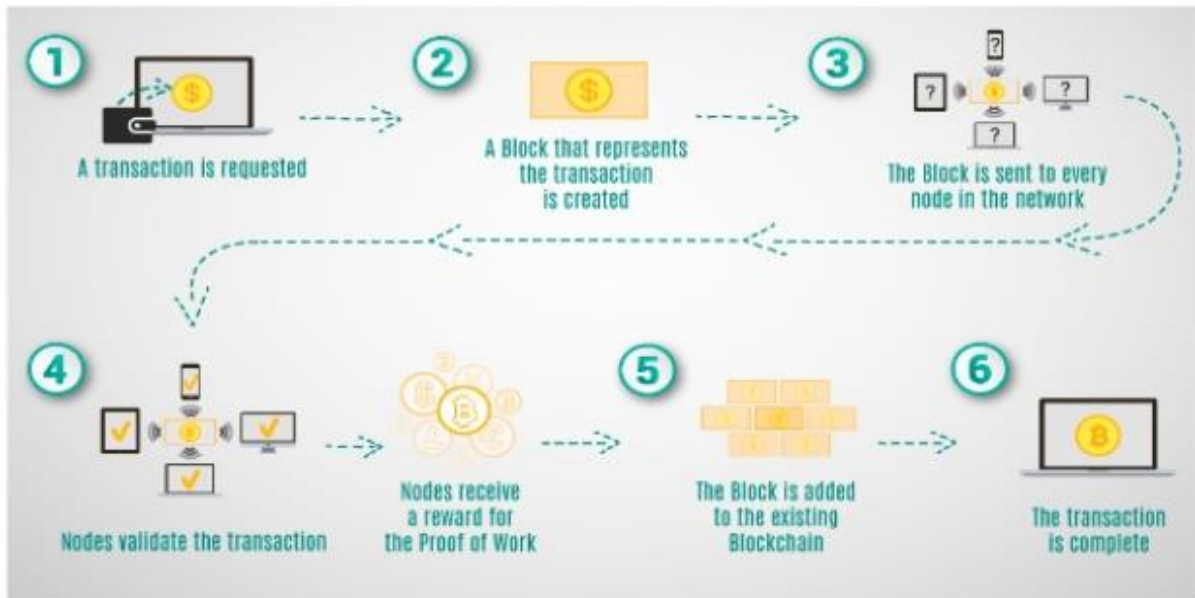 1
A transaction is requested
2
A Block that represents
the transaction
is created
3
The Block is sent to every
node in the network
4
Nodes validate the transaction
Nodes receive
a reward for
the Proof of Work
5
The Block is added
to the existing
Blockchain
6
The transaction
is complete